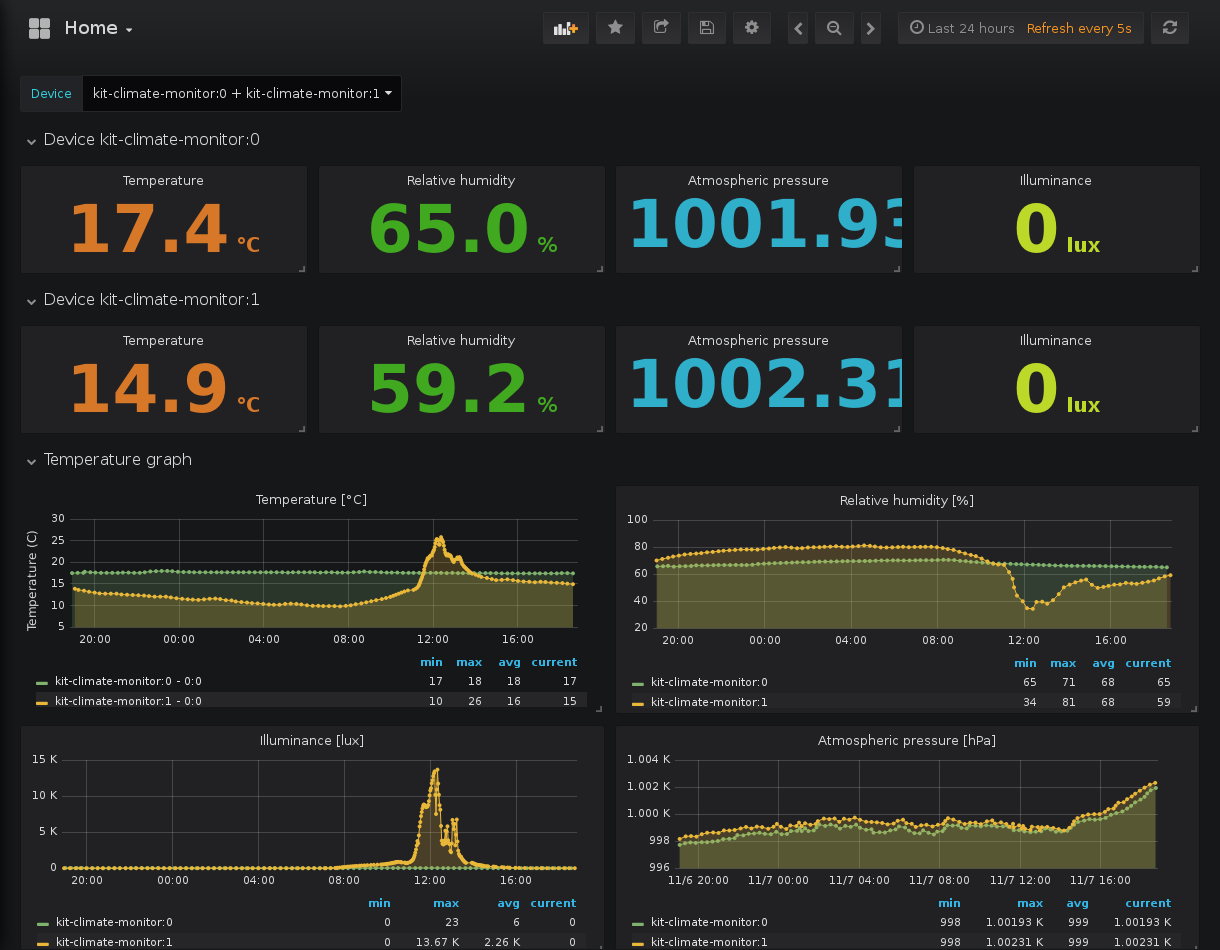 Home
Last 24 hours Refresh every 5s
Device kit-climate-monitor:0 + kit-climate-monitor:1
Device kit-climate-monitor:0
Temperature Relative humidity Atmospheric pressure Illuminance
17.4 °C 65.0 % 1001.93 0 lux
Device kit-climate-monitor:1
Temperature Relative humidity Atmospheric pressure Illuminance
14.9 °C 59.2 % 1002.31 0 lux
Temperature graph
Temperature [°C]
Temperature (C)
30
25
20
15
10
5
20:00 00:00 04:00 08:00 12:00 16:00
min max avg current
kit-climate-monitor:0 - 0:0 17 18 18 17
kit-climate-monitor:1 - 0:0 10 26 16 15
Relative humidity [%]
100
80
60
40
20
20:00 00:00 04:00 08:00 12:00 16:00
min max avg current
kit-climate-monitor:0 65 71 68 65
kit-climate-monitor:1 34 81 68 59
Illuminance [lux]
15 K
10 K
5 K
0
20:00 00:00 04:00 08:00 12:00 16:00
min max avg current
kit-climate-monitor:0 0 23 6 0
kit-climate-monitor:1 0 13.67 K 2.26 K 0
Atmospheric pressure [hPa]
1.004 K
1.002 K
1.000 K
998
996
11/6 20:00 11/7 00:00 11/7 04:00 11/7 08:00 11/7 12:00 11/7 16:00
min max avg current
kit-climate-monitor:0 998 1.00193 K 999 1.00193 K
kit-climate-monitor:1 998 1.00231 K 999 1.00231 K